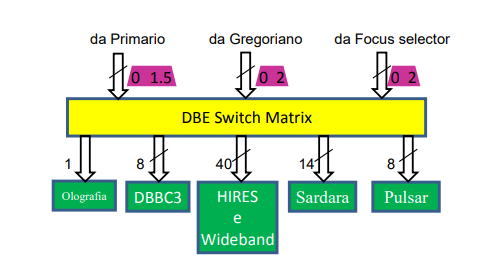 da Primario da Gregoriano da Focus selector
0 1.5 0 2 0 2
DBE Switch Matrix
1 8 40 14 8
Olografia DBBC3 HIRES Sardara Pulsar
e
Wideband